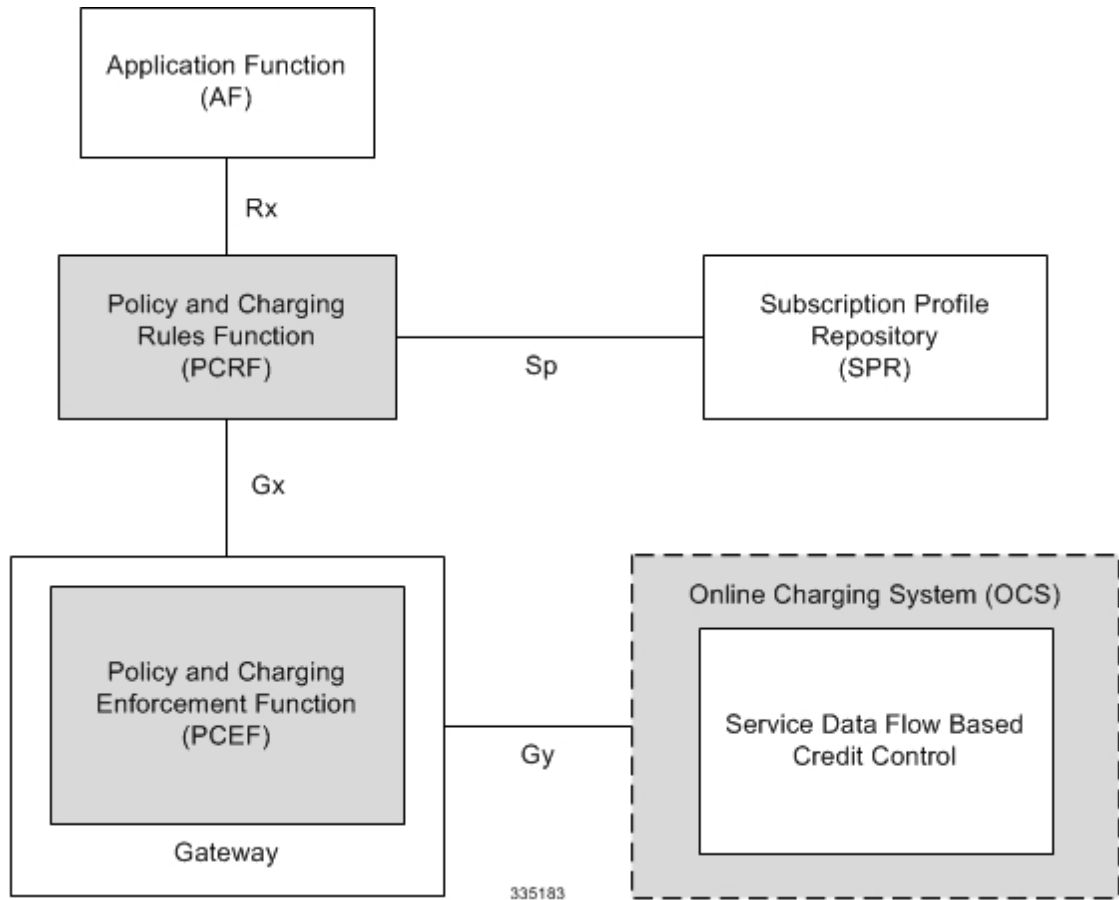 Application Function
(AF)
Rx
Policy and Charging
Rules Function
(PCRF)
Sp
Subscription Profile
Repository
(SPR)
Gx
Policy and Charging
Enforcement Function
(PCEF)
Gateway
Gy
Online Charging System (OCS)
Service Data Flow Based
Credit Control
335183